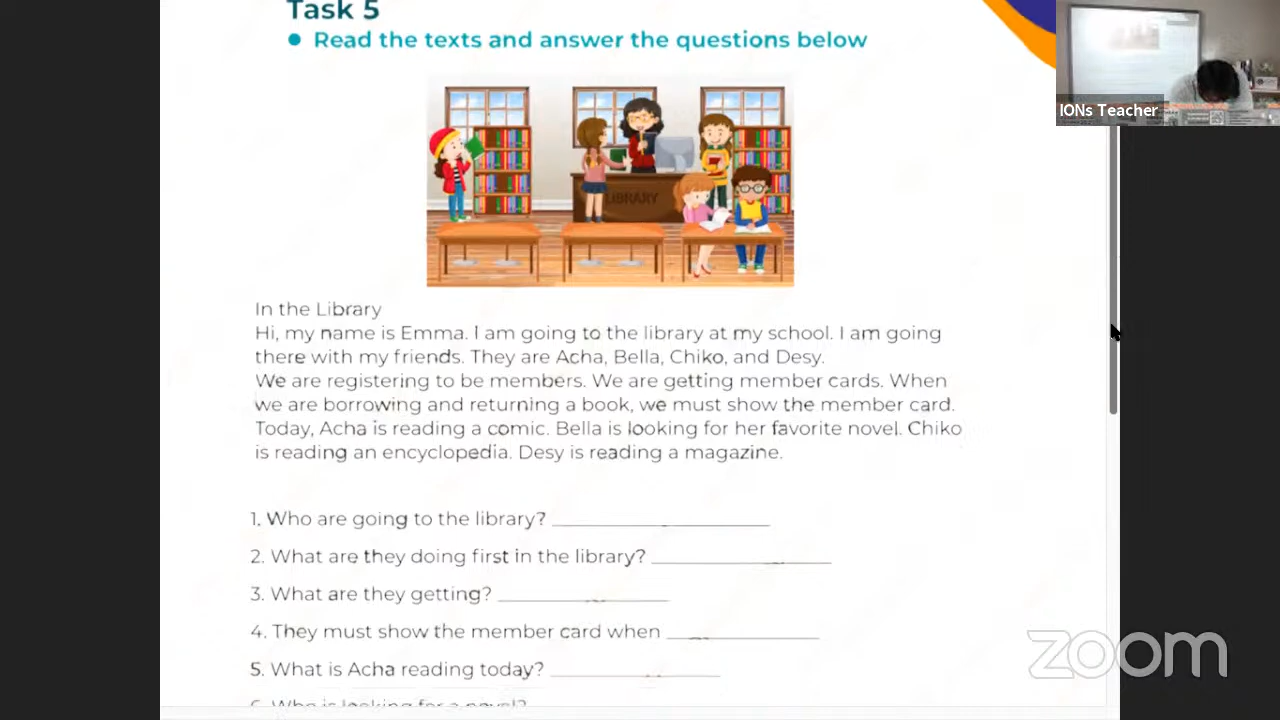 Task 5
Read the texts and answer the questions below
IONs Teacher
LIBRARY
In the Library
Hi, my name is Emma. I am going to the library at my school. I am going
there with my friends. They are Acha, Bella, Chiko, and Desy.
We are registering to be members. We are getting member cards. When
we are borrowing and returning a book, we must show the member card.
Today, Acha is reading a comic. Bella is looking for her favorite novel. Chiko
is reading an encyclopedia. Desy is reading a magazine.
1. Who are going to the library?
2. What are they doing first in the library?
3. What are they getting?
4. They must show the member card when
5. What is Acha reading today?
6. Who is looking for a novel?
zoom